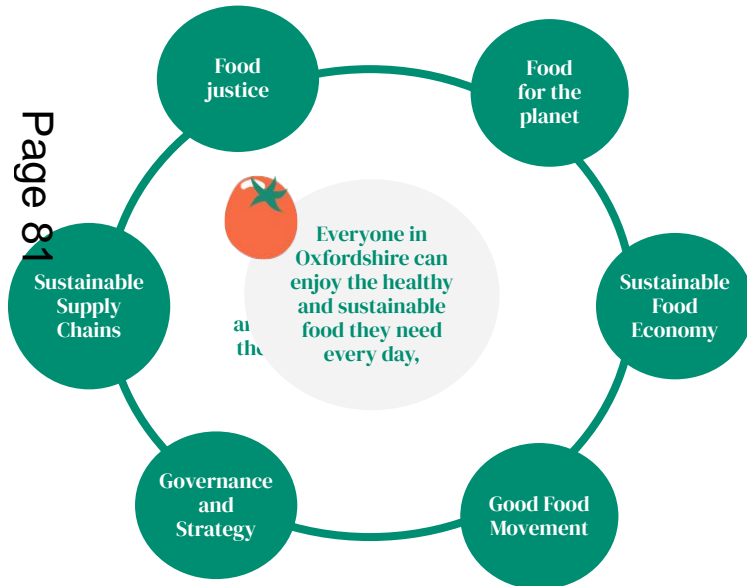 Food
justice
Food
for the
planet
Page 81
Everyone in
Oxfordshire can
enjoy the healthy
and sustainable
food they need
every day,
Sustainable
Supply
Chains
Sustainable
Food
Economy
Governance
and
Strategy
Good Food
Movement